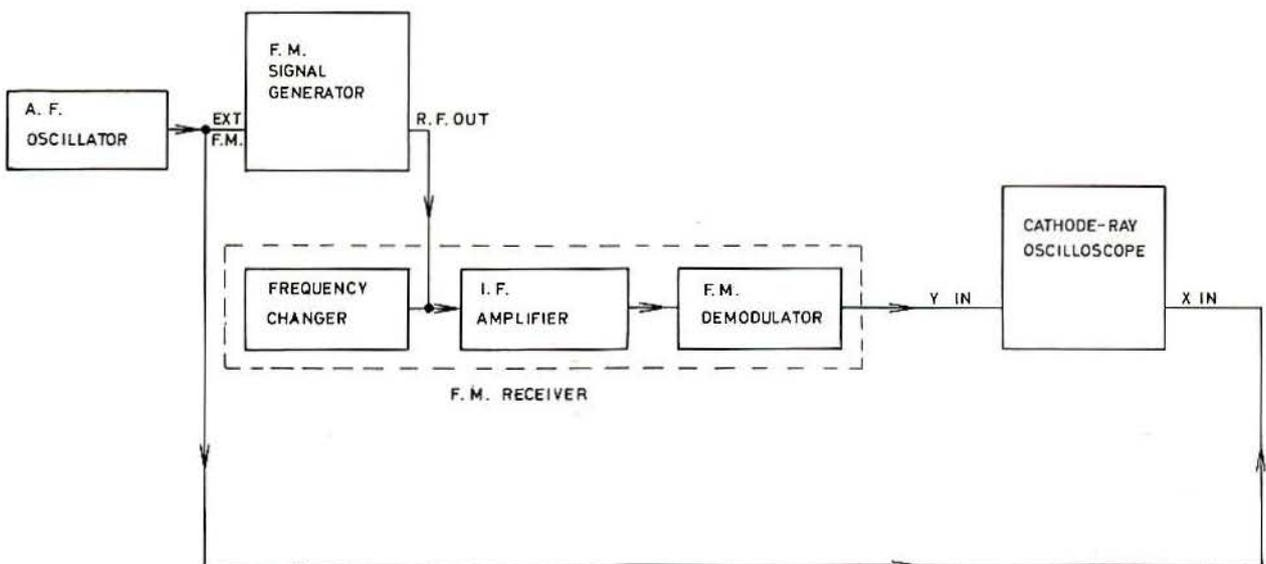 F. M.
SIGNAL
GENERATOR
A. F.
OSCILLATOR
EXT
F.M.
R.F. OUT
CATHODE-RAY
OSCILLOSCOPE
FREQUENCY
CHANGER
I. F.
AMPLIFIER
F.M.
DEMODULATOR
Y IN
X IN
F. M. RECEIVER